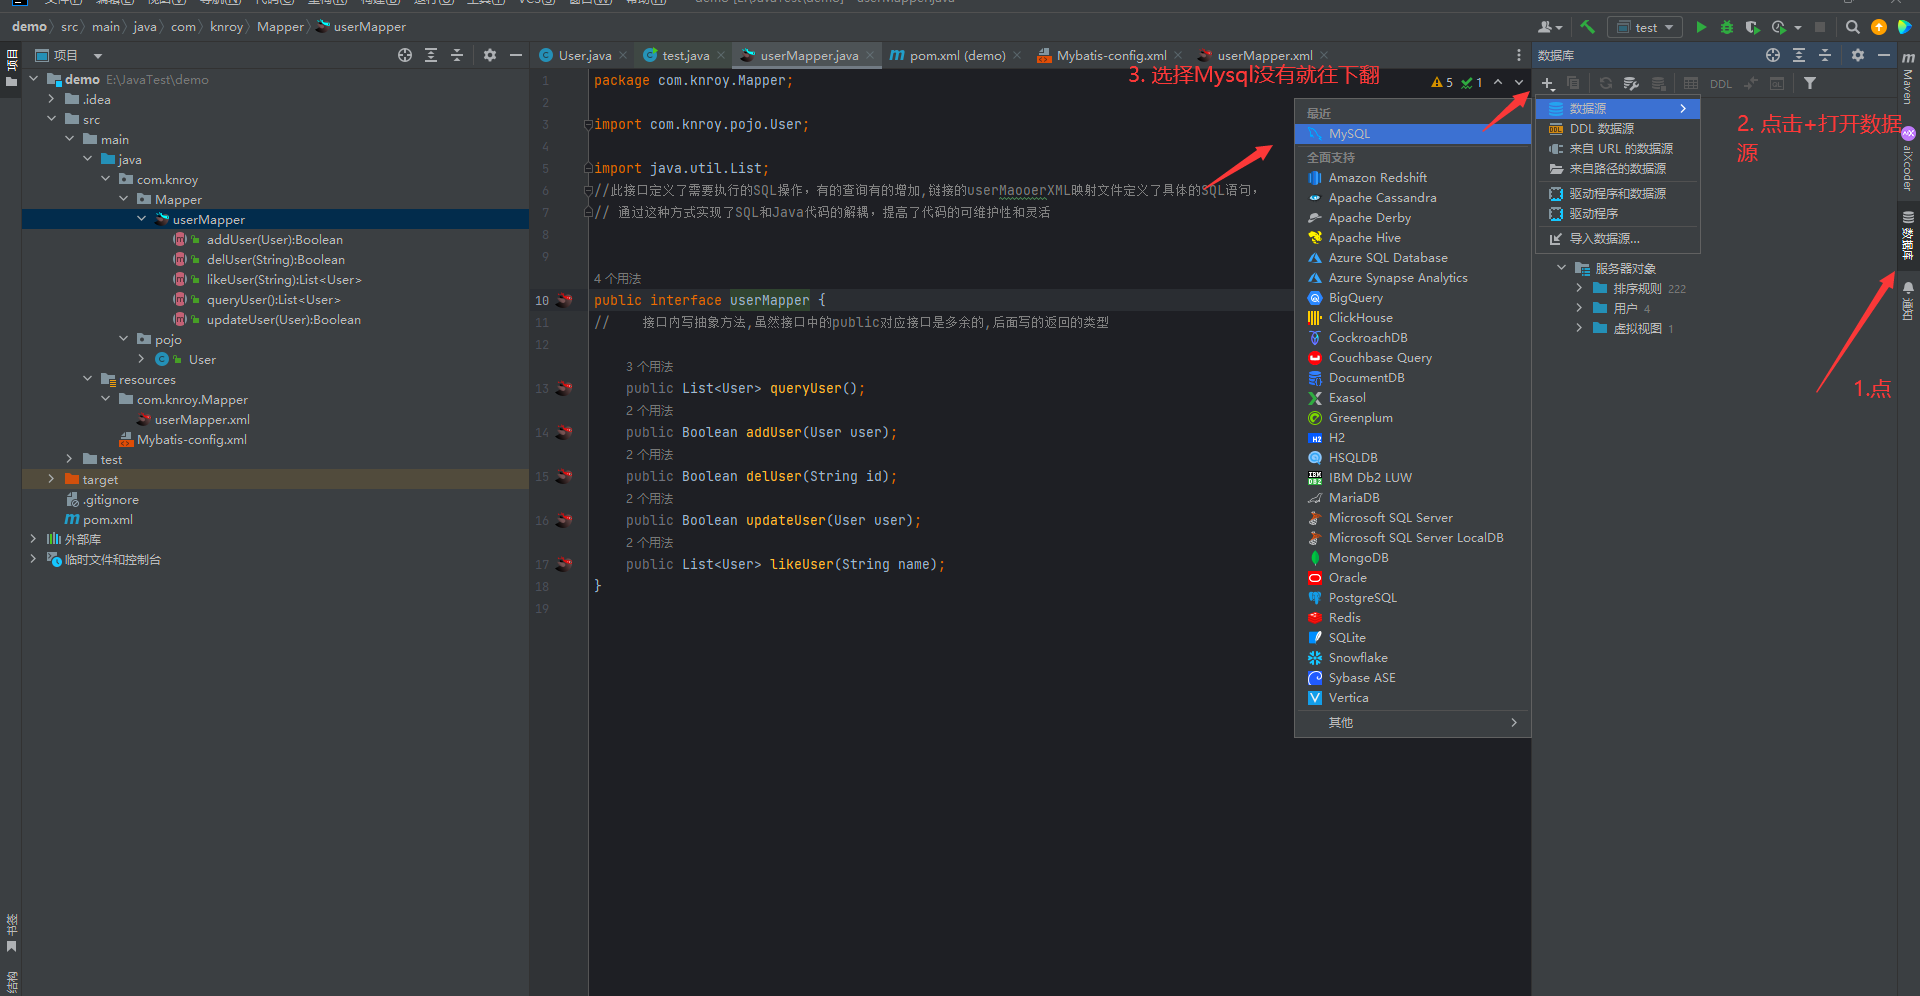 demo [E:\JavaTest\demo] - userMapper.java
demo
src
main
java
com
knroy
Mapper
userMapper
test
项目
User.java
test.java
userMapper.java
pom.xml (demo)
Mybatis-config.xml
userMapper.xml
数据库
demo E:\JavaTest\demo
.idea
src
main
java
com.knroy
Mapper
userMapper
addUser(User):Boolean
delUser(String):Boolean
likeUser(String):List<User>
queryUser():List<User>
updateUser(User):Boolean
pojo
User
resources
com.knroy.Mapper
userMapper.xml
Mybatis-config.xml
test
target
.gitignore
pom.xml
外部库
临时文件和控制台
项目
书签
结构
3. 选择Mysql没有就往下翻
5 1
1 package com.knroy.Mapper;
2
3 import com.knroy.pojo.User;
4
5 import java.util.List;
6 //此接口定义了需要执行的SQL操作，有的查询有的增加,链接的userMaooerXML映射文件定义了具体的SQL语句，
7 // 通过这种方式实现了SQL和Java代码的解耦，提高了代码的可维护性和灵活
8
9
4 个用法
10 public interface userMapper {
11 // 接口内写抽象方法,虽然接口中的public对应接口是多余的,后面写的返回的类型
12
3 个用法
13 public List<User> queryUser();
2 个用法
14 public Boolean addUser(User user);
2 个用法
15 public Boolean delUser(String id);
2 个用法
16 public Boolean updateUser(User user);
2 个用法
17 public List<User> likeUser(String name);
18 }
19
最近
MySQL
全面支持
Amazon Redshift
Apache Cassandra
Apache Derby
Apache Hive
Azure SQL Database
Azure Synapse Analytics
BigQuery
ClickHouse
CockroachDB
Couchbase Query
DocumentDB
Exasol
Greenplum
H2
HSQLDB
IBM Db2 LUW
MariaDB
Microsoft SQL Server
Microsoft SQL Server LocalDB
MongoDB
Oracle
PostgreSQL
Redis
SQLite
Snowflake
Sybase ASE
Vertica
其他
DDL
数据源
DDL 数据源
来自 URL 的数据源
来自路径的数据源
驱动程序和数据源
驱动程序
导入数据源...
2. 点击+打开数据
源
服务器对象
排序规则 222
用户 4
虚拟视图 1
1.点
Maven
aiXcoder
数据库
通知